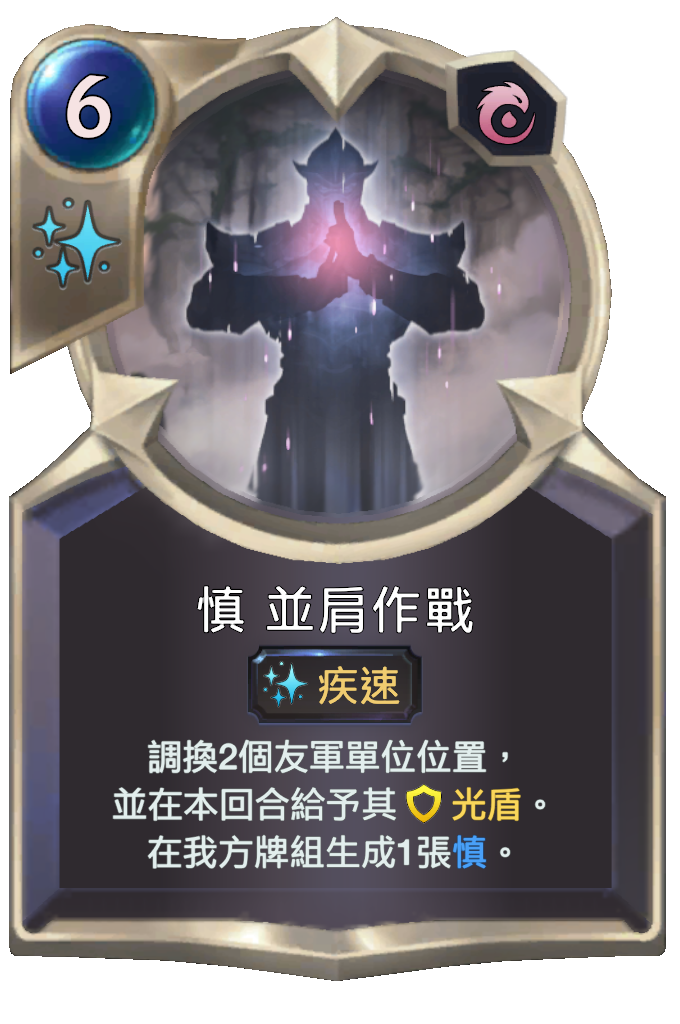 6
慎 並肩作戰
疾速
調換2個友軍單位位置，
並在本回合給予其 光盾。
在我方牌組生成1張慎。